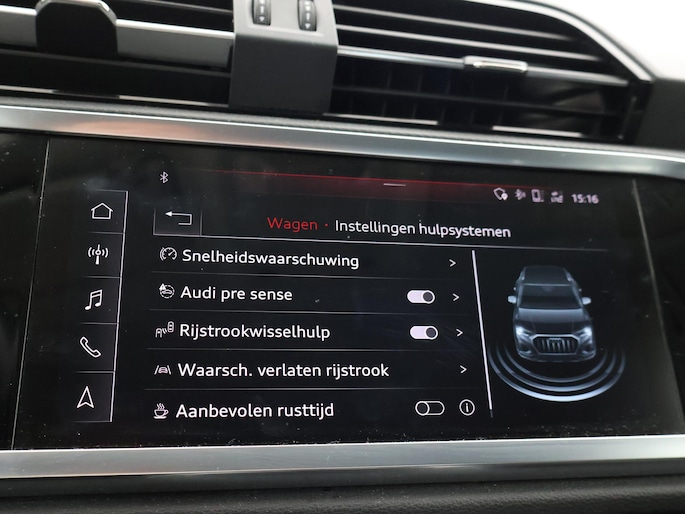 15:16
Wagen · Instellingen hulpsystemen
Snelheidswaarschuwing
Audi pre sense
Rijstrookwisselhulp
Waarsch. verlaten rijstrook
Aanbevolen rusttijd